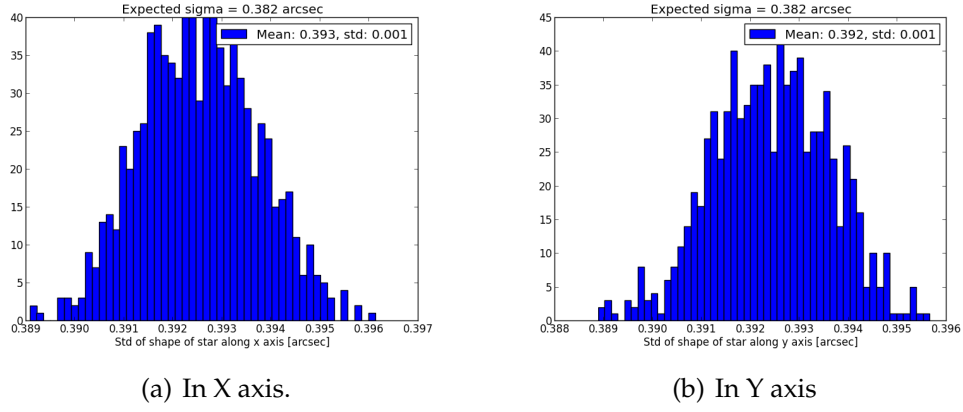 Expected sigma = 0.382 arcsec
Mean: 0.393, std: 0.001
40
35
30
25
20
15
10
5
0
0.389 0.390 0.391 0.392 0.393 0.394 0.395 0.396 0.397
Std of shape of star along x axis [arcsec]
(a) In X axis.
Expected sigma = 0.382 arcsec
Mean: 0.392, std: 0.001
45
40
35
30
25
20
15
10
5
0
0.388 0.389 0.390 0.391 0.392 0.393 0.394 0.395 0.396
Std of shape of star along y axis [arcsec]
(b) In Y axis